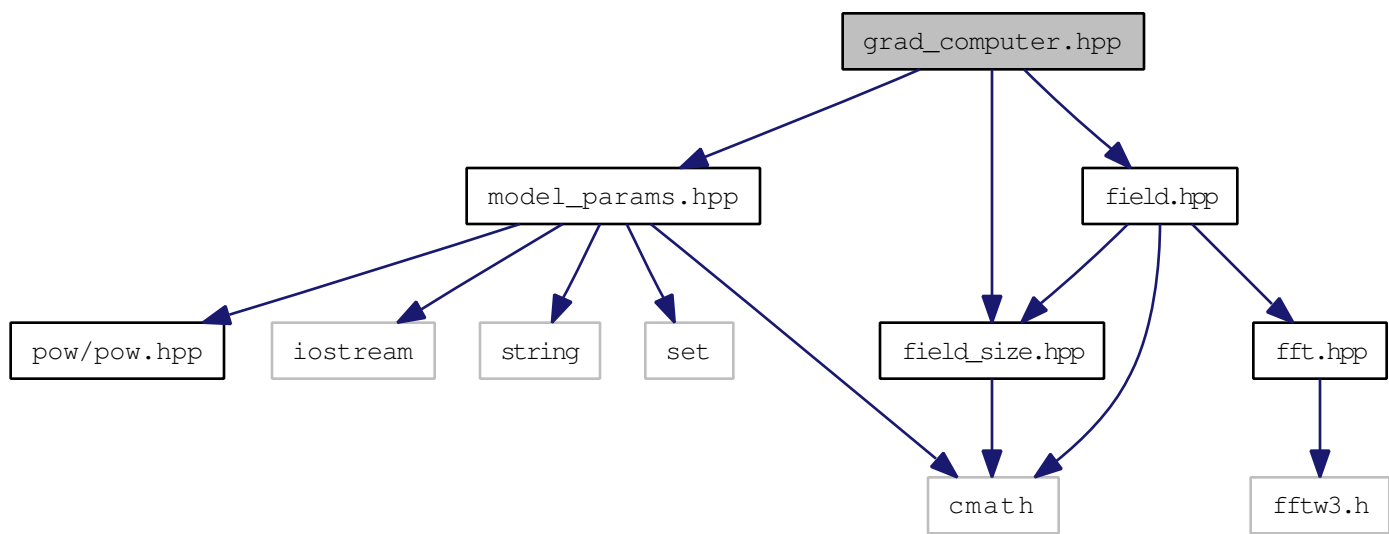 grad_computer.hpp
model_params.hpp
field.hpp
pow/pow.hpp
iostream
string
set
field_size.hpp
fft.hpp
cmath
fftw3.h